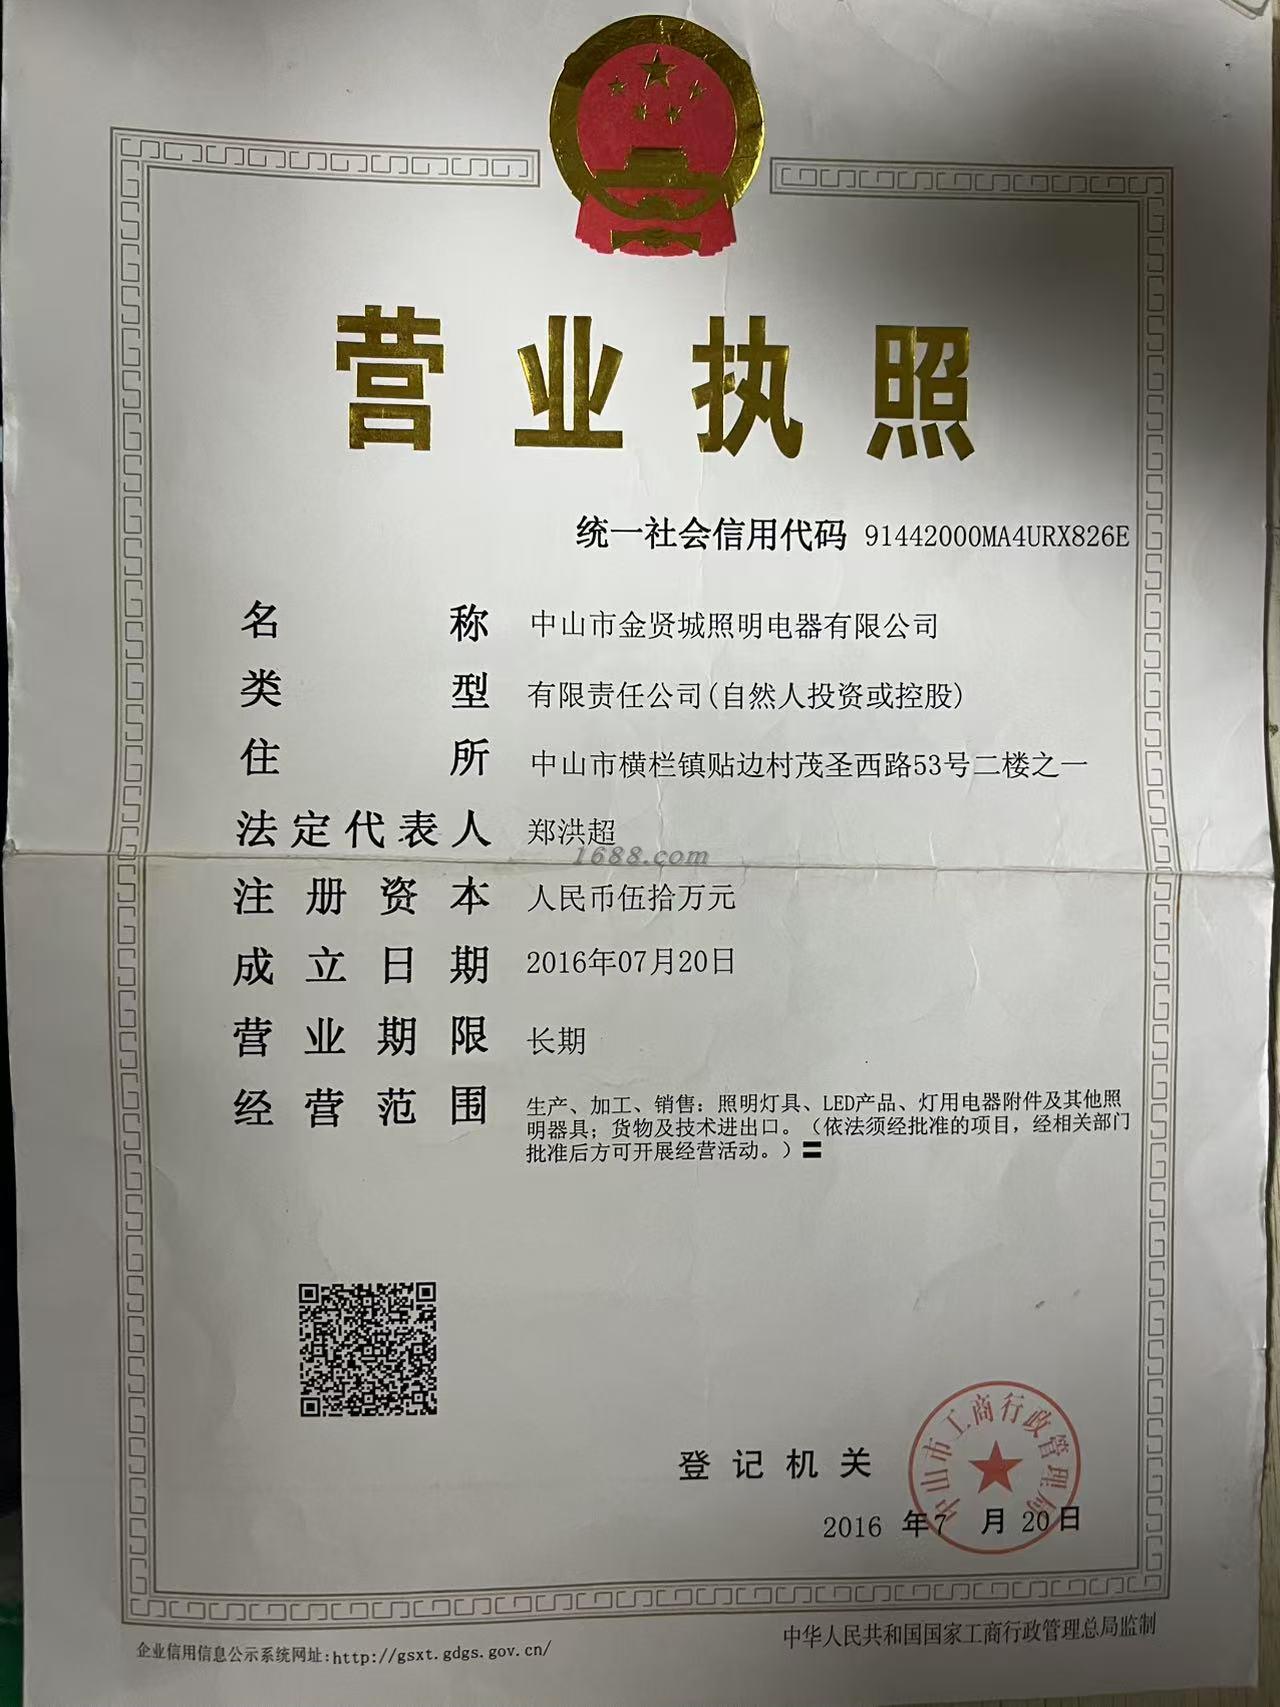 营业执照
统一社会信用代码 91442000MA4URX826E
名称 中山市金贤城照明电器有限公司
类型 有限责任公司(自然人投资或控股)
住所 中山市横栏镇贴边村茂圣西路53号二楼之一
法定代表人 郑洪超
1688.com
注册资本 人民币伍拾万元
成立日期 2016年07月20日
营业期限 长期
经营范围 生产、加工、销售：照明灯具、LED产品、灯用电器附件及其他照
明器具；货物及技术进出口。（依法须经批准的项目，经相关部门
批准后方可开展经营活动。）〓
登记机关
中山市工商行政管理局
2016 年7 月20日
企业信用信息公示系统网址:http://gsxt.gdgs.gov.cn/
中华人民共和国国家工商行政管理总局监制